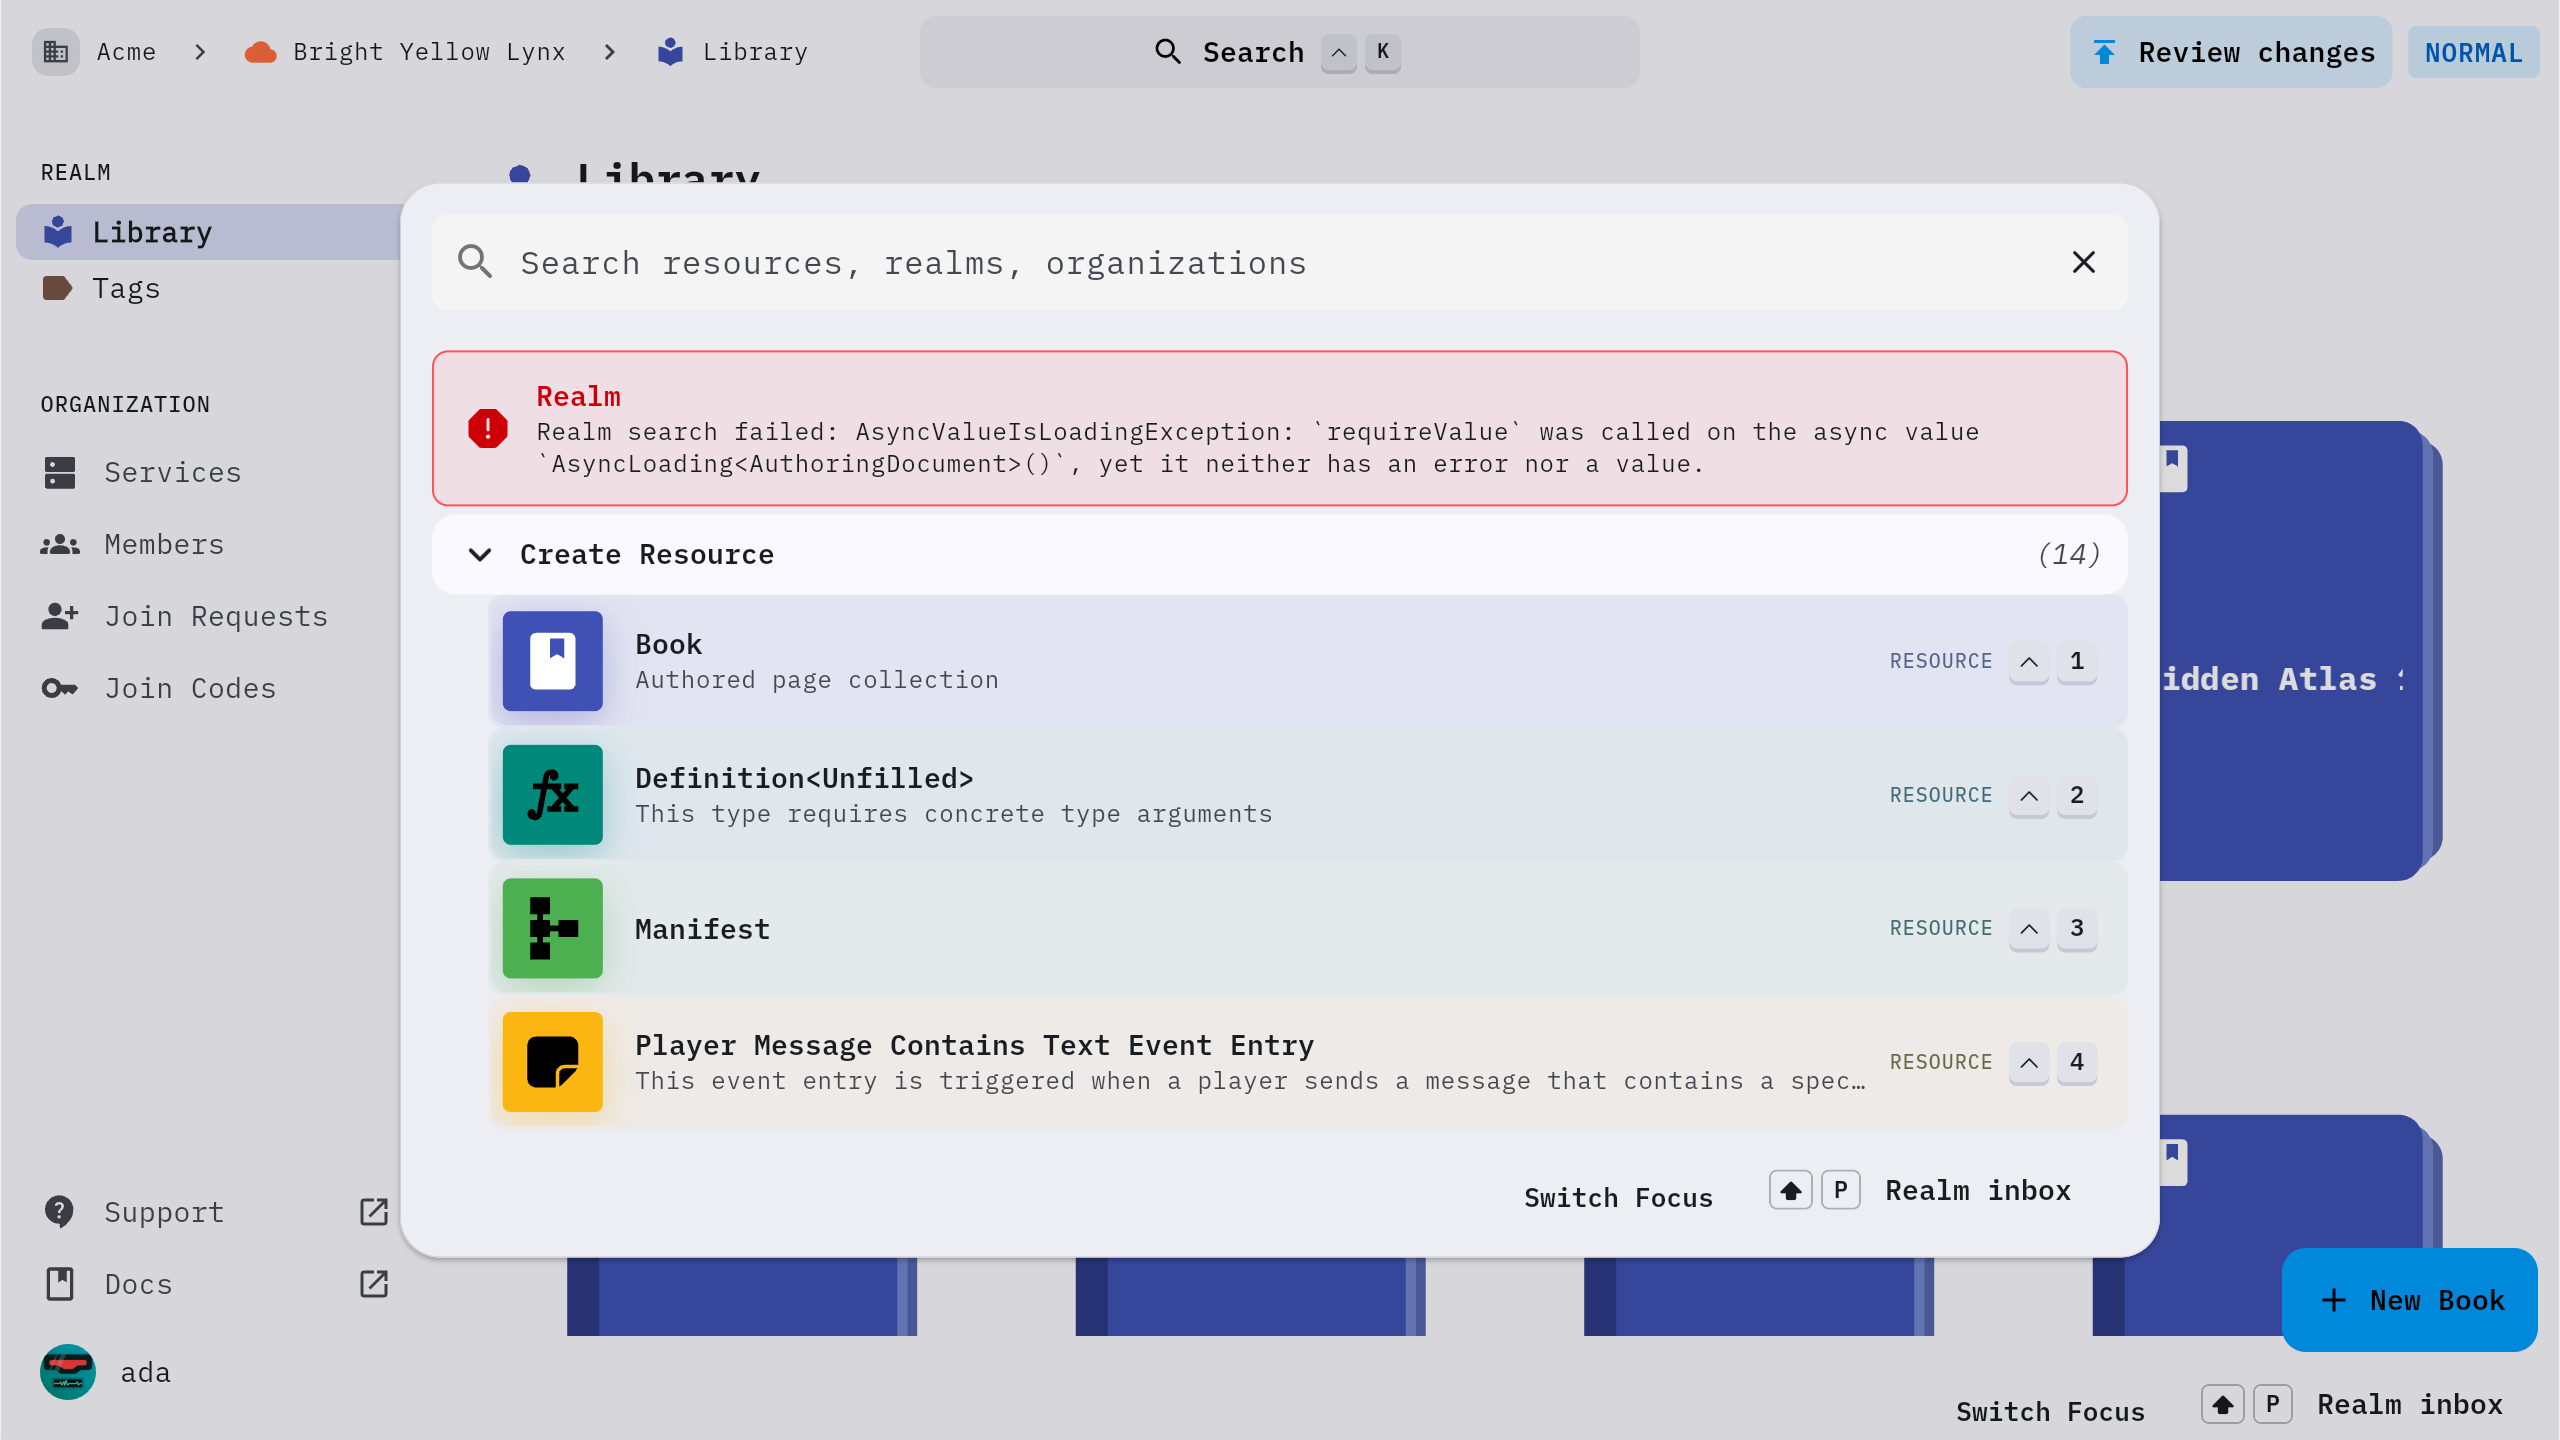 Acme
Bright Yellow Lynx
Library
Search
K
Review changes
NORMAL
REALM
Library
Tags
ORGANIZATION
Services
Members
Join Requests
Join Codes
Support
Docs
ada
Library
Search resources, realms, organizations
Realm
Realm search failed: AsyncValueIsLoadingException: `requireValue` was called on the async value
`AsyncLoading<AuthoringDocument>()`, yet it neither has an error nor a value.
Create Resource (14)
Book
Authored page collection
RESOURCE 1
Definition<Unfilled>
This type requires concrete type arguments
RESOURCE 2
Manifest
RESOURCE 3
Player Message Contains Text Event Entry
This event entry is triggered when a player sends a message that contains a spec…
RESOURCE 4
Switch Focus
P Realm inbox
idden Atlas
New Book
Switch Focus
P Realm inbox